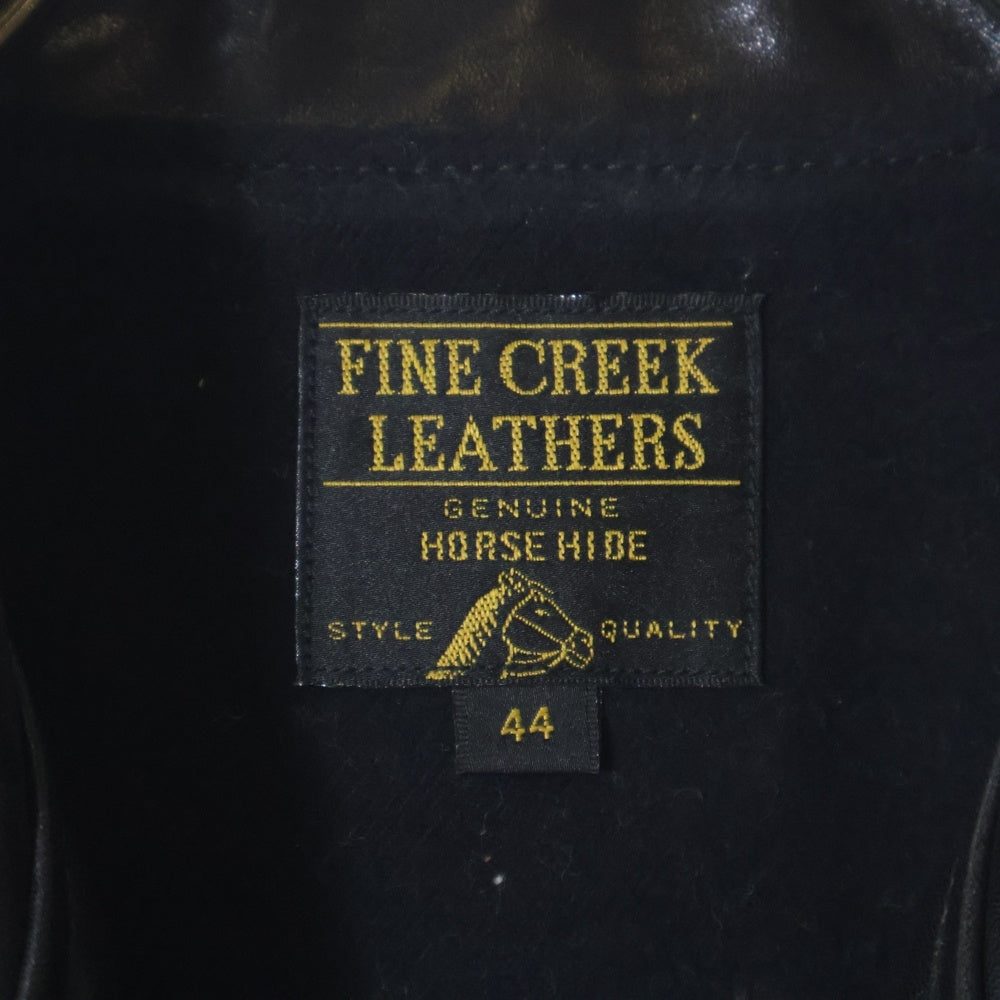 FINE CREEK
LEATHERS
GENUINE
HORSE HIDE
STYLE QUALITY
44